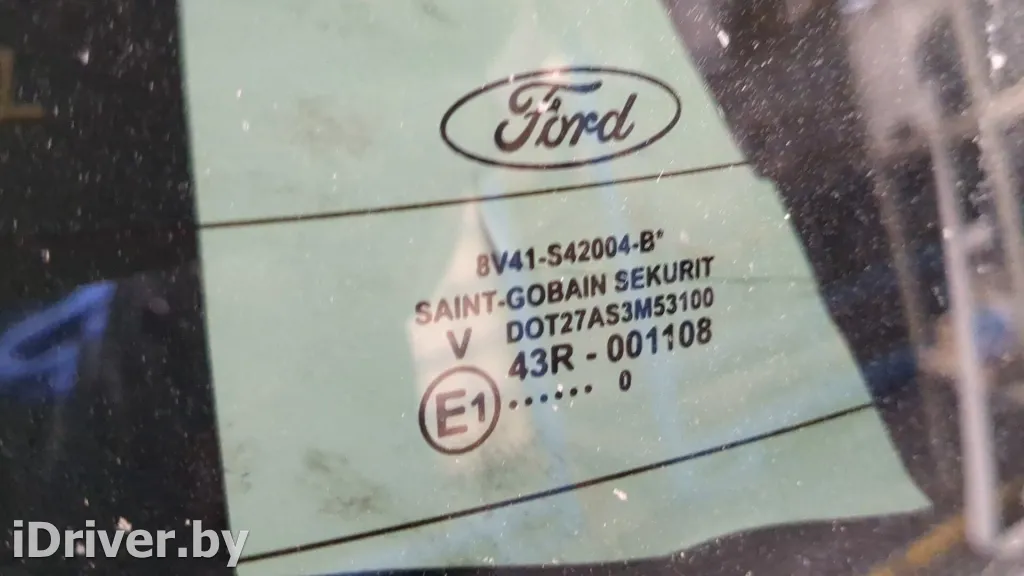 Ford
8V41-S42004-B*
SAINT-GOBAIN SEKURIT
V DOT27AS3M53100
43R - 001108
E1 ...... 0
iDriver.by